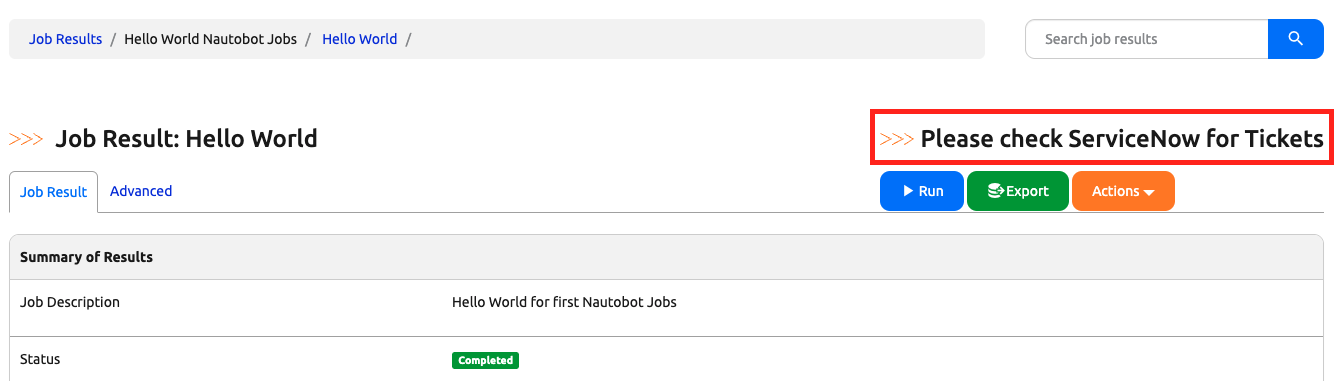 Job Results / Hello World Nautobot Jobs / Hello World /
Search job results
>>> Job Result: Hello World
>>> Please check ServiceNow for Tickets
Job Result Advanced
Run Export Actions
Summary of Results
Job Description Hello World for first Nautobot Jobs
Status Completed